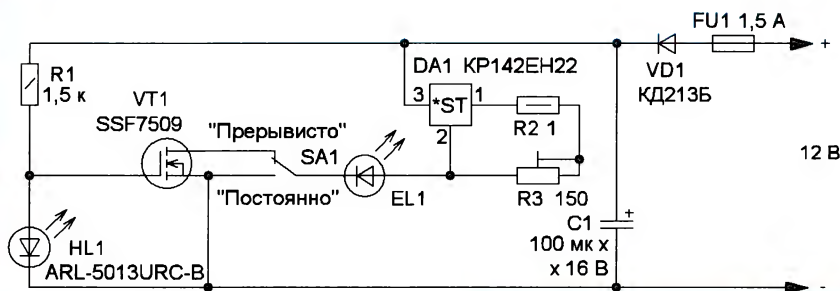 FU1 1,5 А
+
R1
1,5 к
VT1
SSF7509
DA1 КР142ЕН22
3
*ST
1
2
VD1
КД213Б
"Прерывисто"
SA1
R2 1
12 В
"Постоянно"
EL1
R3 150
C1
+
100 мк х
х 16 В
HL1
ARL-5013URC-B
-